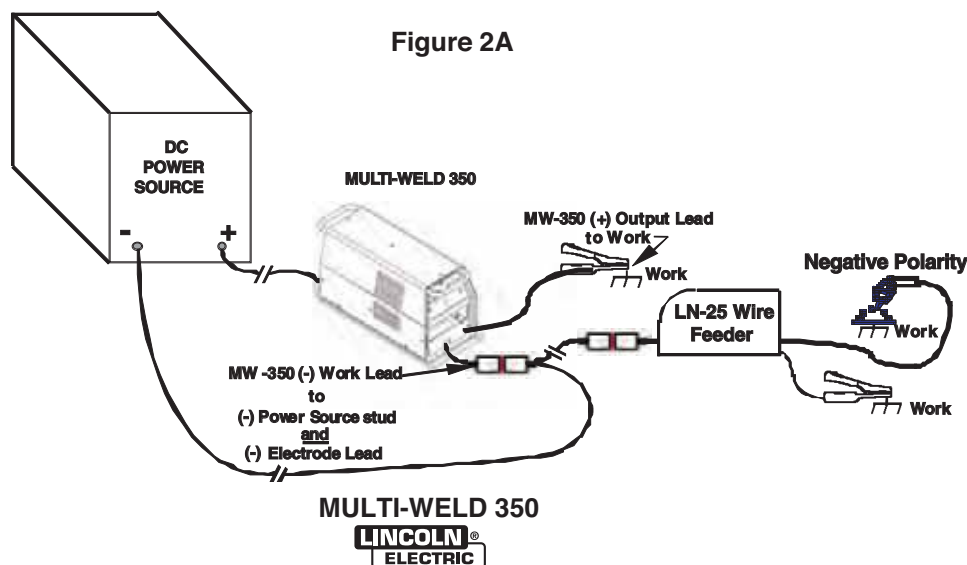 Figure 2A
DC
POWER
SOURCE
- +
MULTI-WELD 350
MW-350 (+) Output Lead
to Work
Work
Negative Polarity
Work
LN-25 Wire
Feeder
Work
MW -350 (-) Work Lead
to
(-) Power Source stud
and
(-) Electrode Lead
MULTI-WELD 350
LINCOLN ®
ELECTRIC